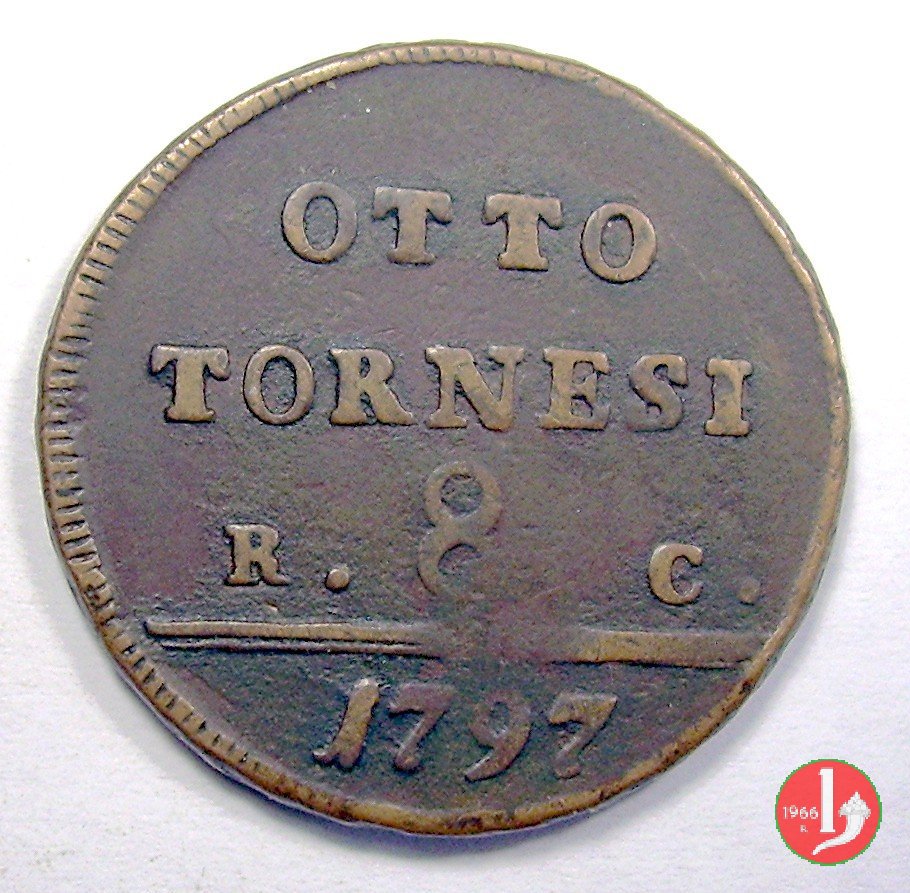 OTTO
TORNESI
R. 8 C.
1797
1966